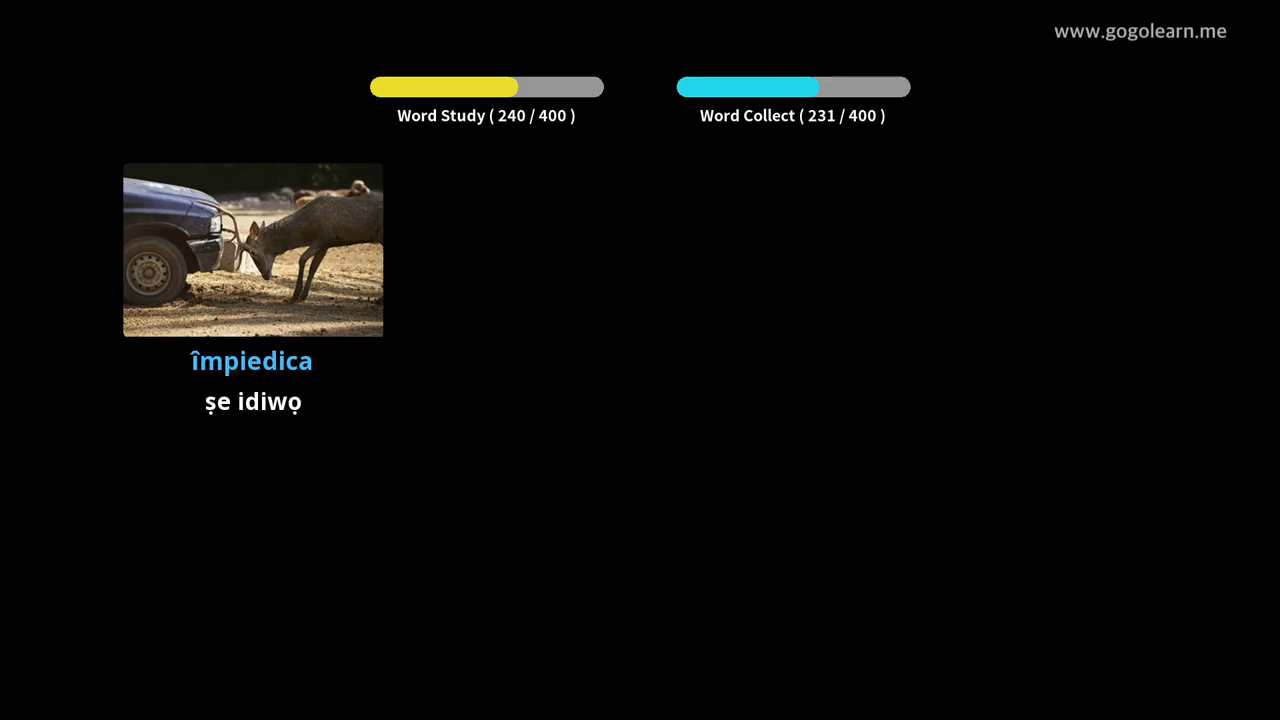 www.gogolearn.me
Word Study ( 240 / 400 )
Word Collect ( 231 / 400 )
împiedica
ṣe idiwọ